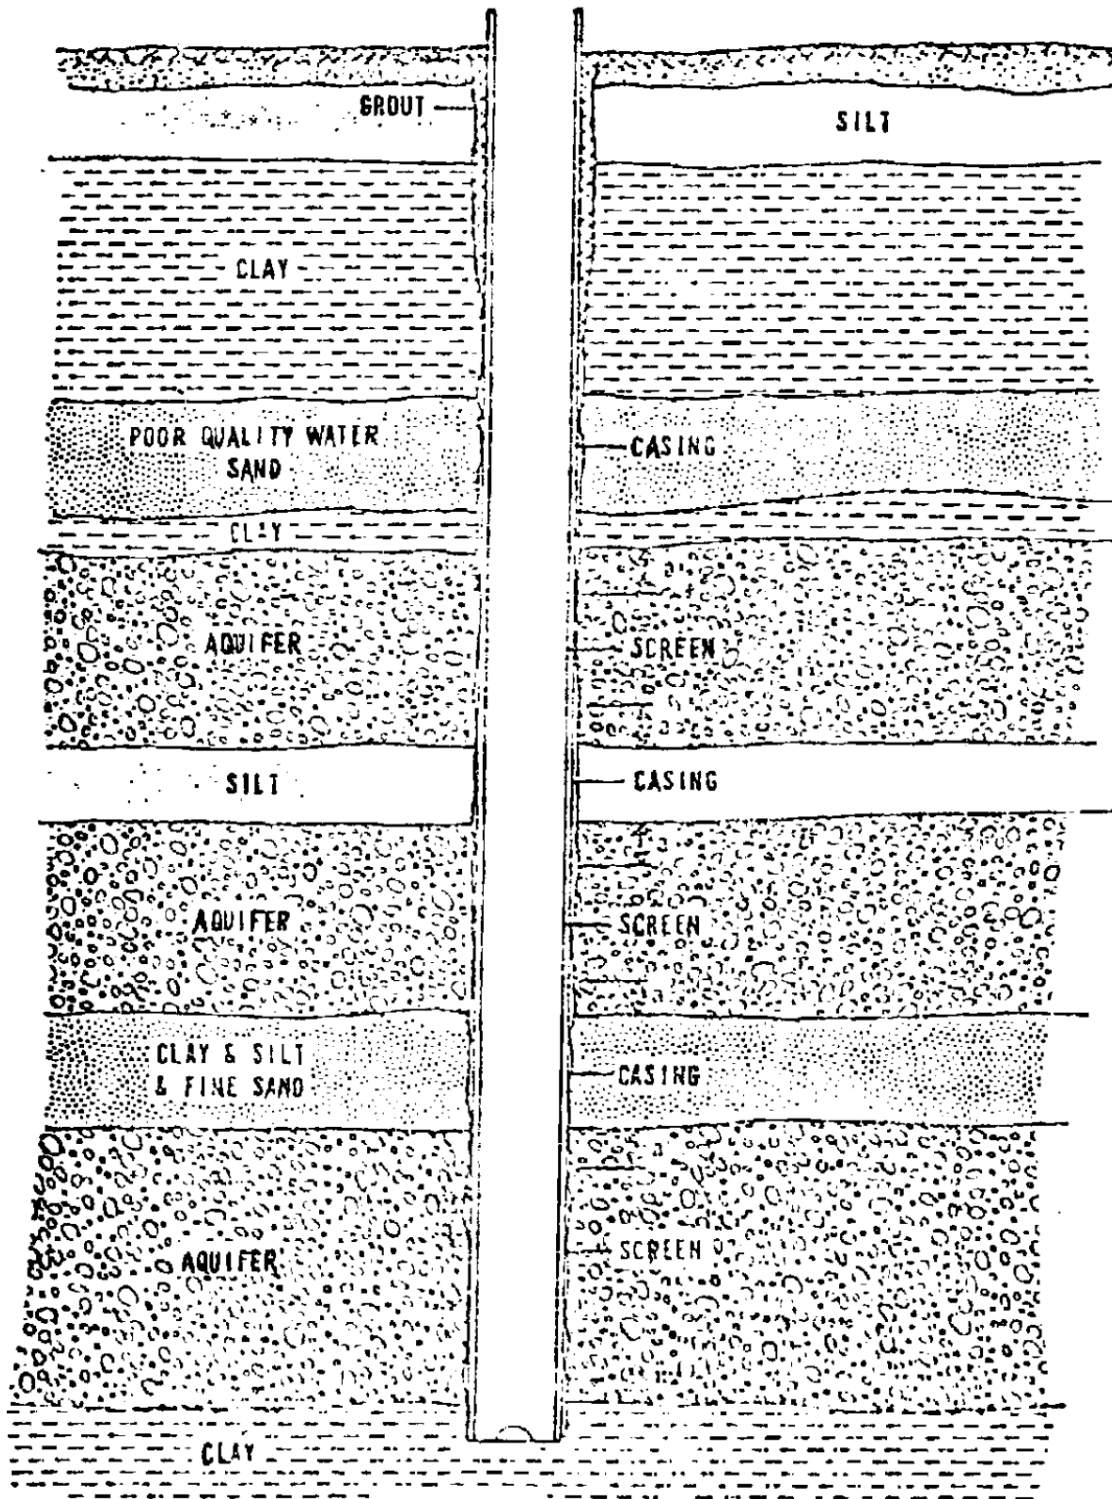 GROUT
SILT
CLAY
POOR QUALITY WATER
SAND
CASING
CLAY
AQUIFER
SCREEN
SILT
CASING
AQUIFER
SCREEN
CLAY & SILT
& FINE SAND
CASING
AQUIFER
SCREEN
CLAY